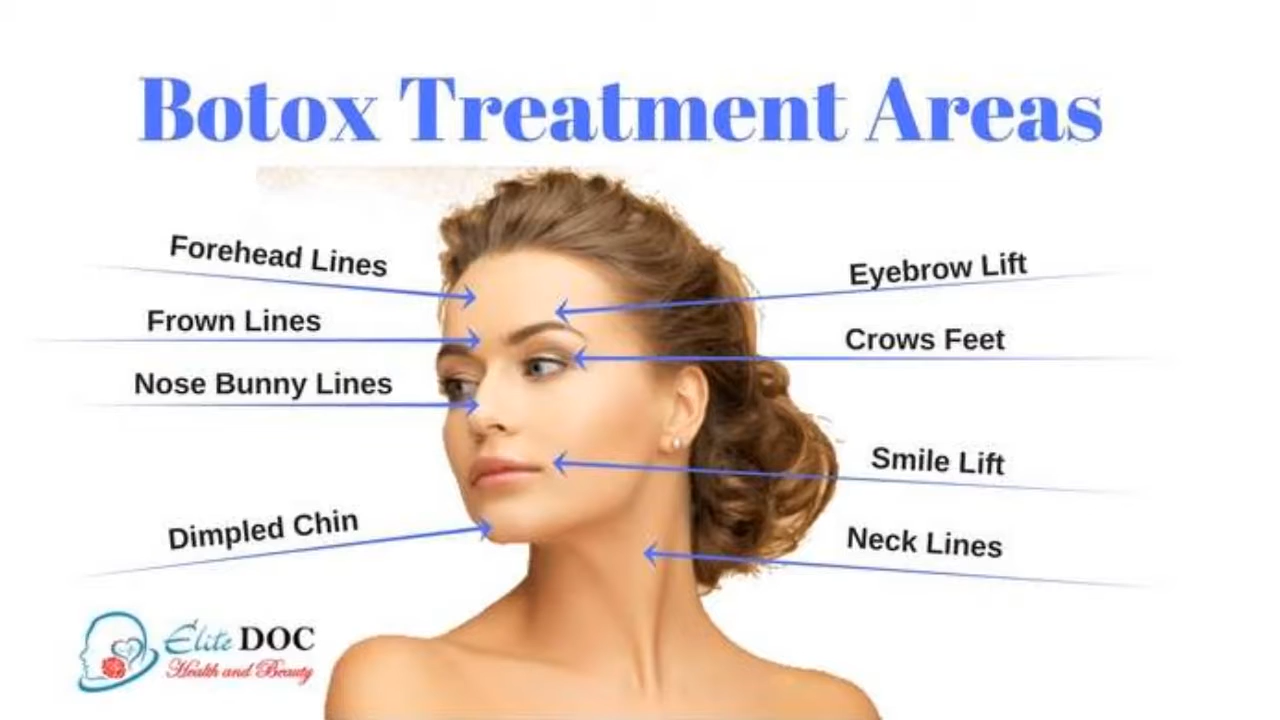 Botox Treatment Areas
Forehead Lines
Frown Lines
Nose Bunny Lines
Dimpled Chin
Eyebrow Lift
Crows Feet
Smile Lift
Neck Lines
Elite DOC
Health and Beauty